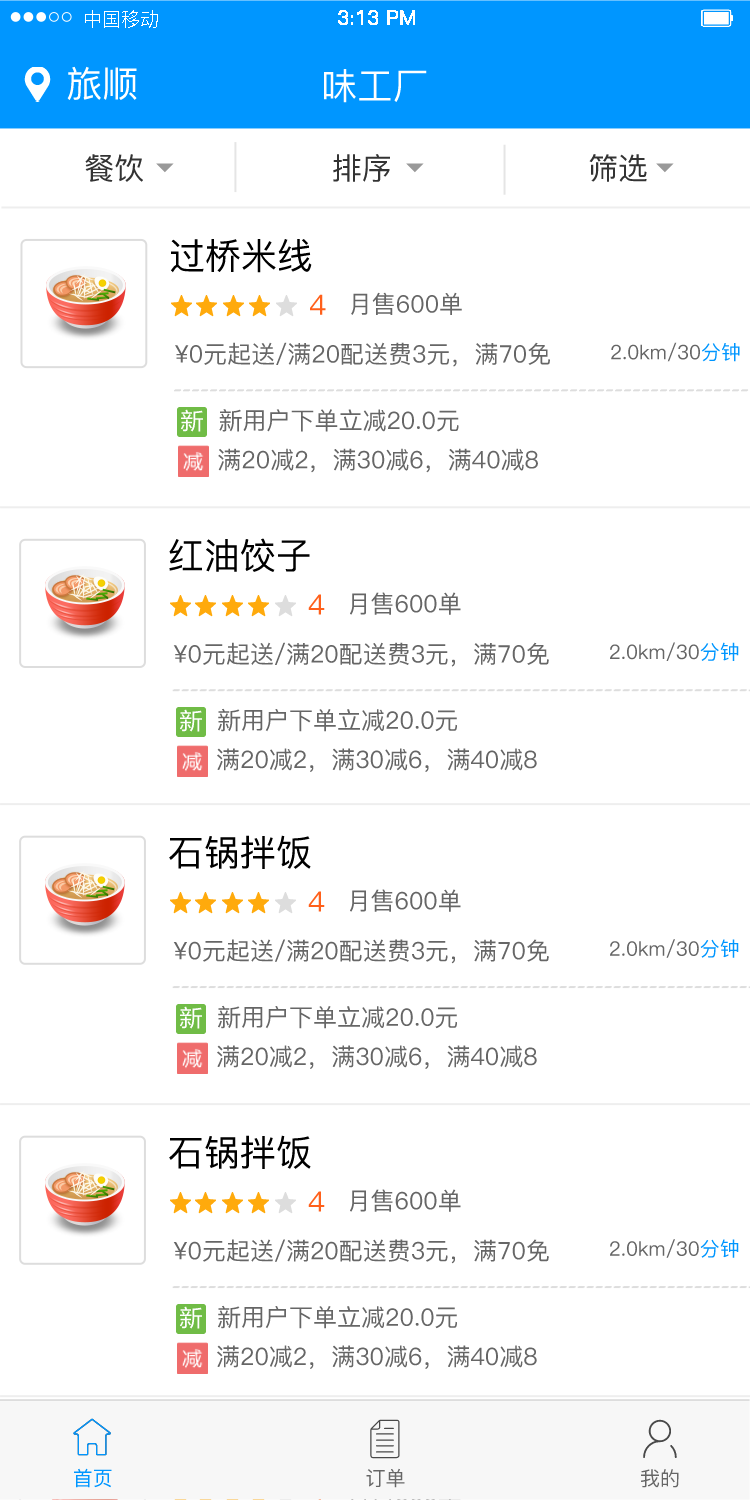 中国移动 3:13 PM
旅顺 味工厂
餐饮 排序 筛选
过桥米线
4 月售600单
¥0元起送/满20配送费3元，满70免 2.0km/30分钟
新 新用户下单立减20.0元
减 满20减2，满30减6，满40减8
红油饺子
4 月售600单
¥0元起送/满20配送费3元，满70免 2.0km/30分钟
新 新用户下单立减20.0元
减 满20减2，满30减6，满40减8
石锅拌饭
4 月售600单
¥0元起送/满20配送费3元，满70免 2.0km/30分钟
新 新用户下单立减20.0元
减 满20减2，满30减6，满40减8
石锅拌饭
4 月售600单
¥0元起送/满20配送费3元，满70免 2.0km/30分钟
新 新用户下单立减20.0元
减 满20减2，满30减6，满40减8
首页 订单 我的